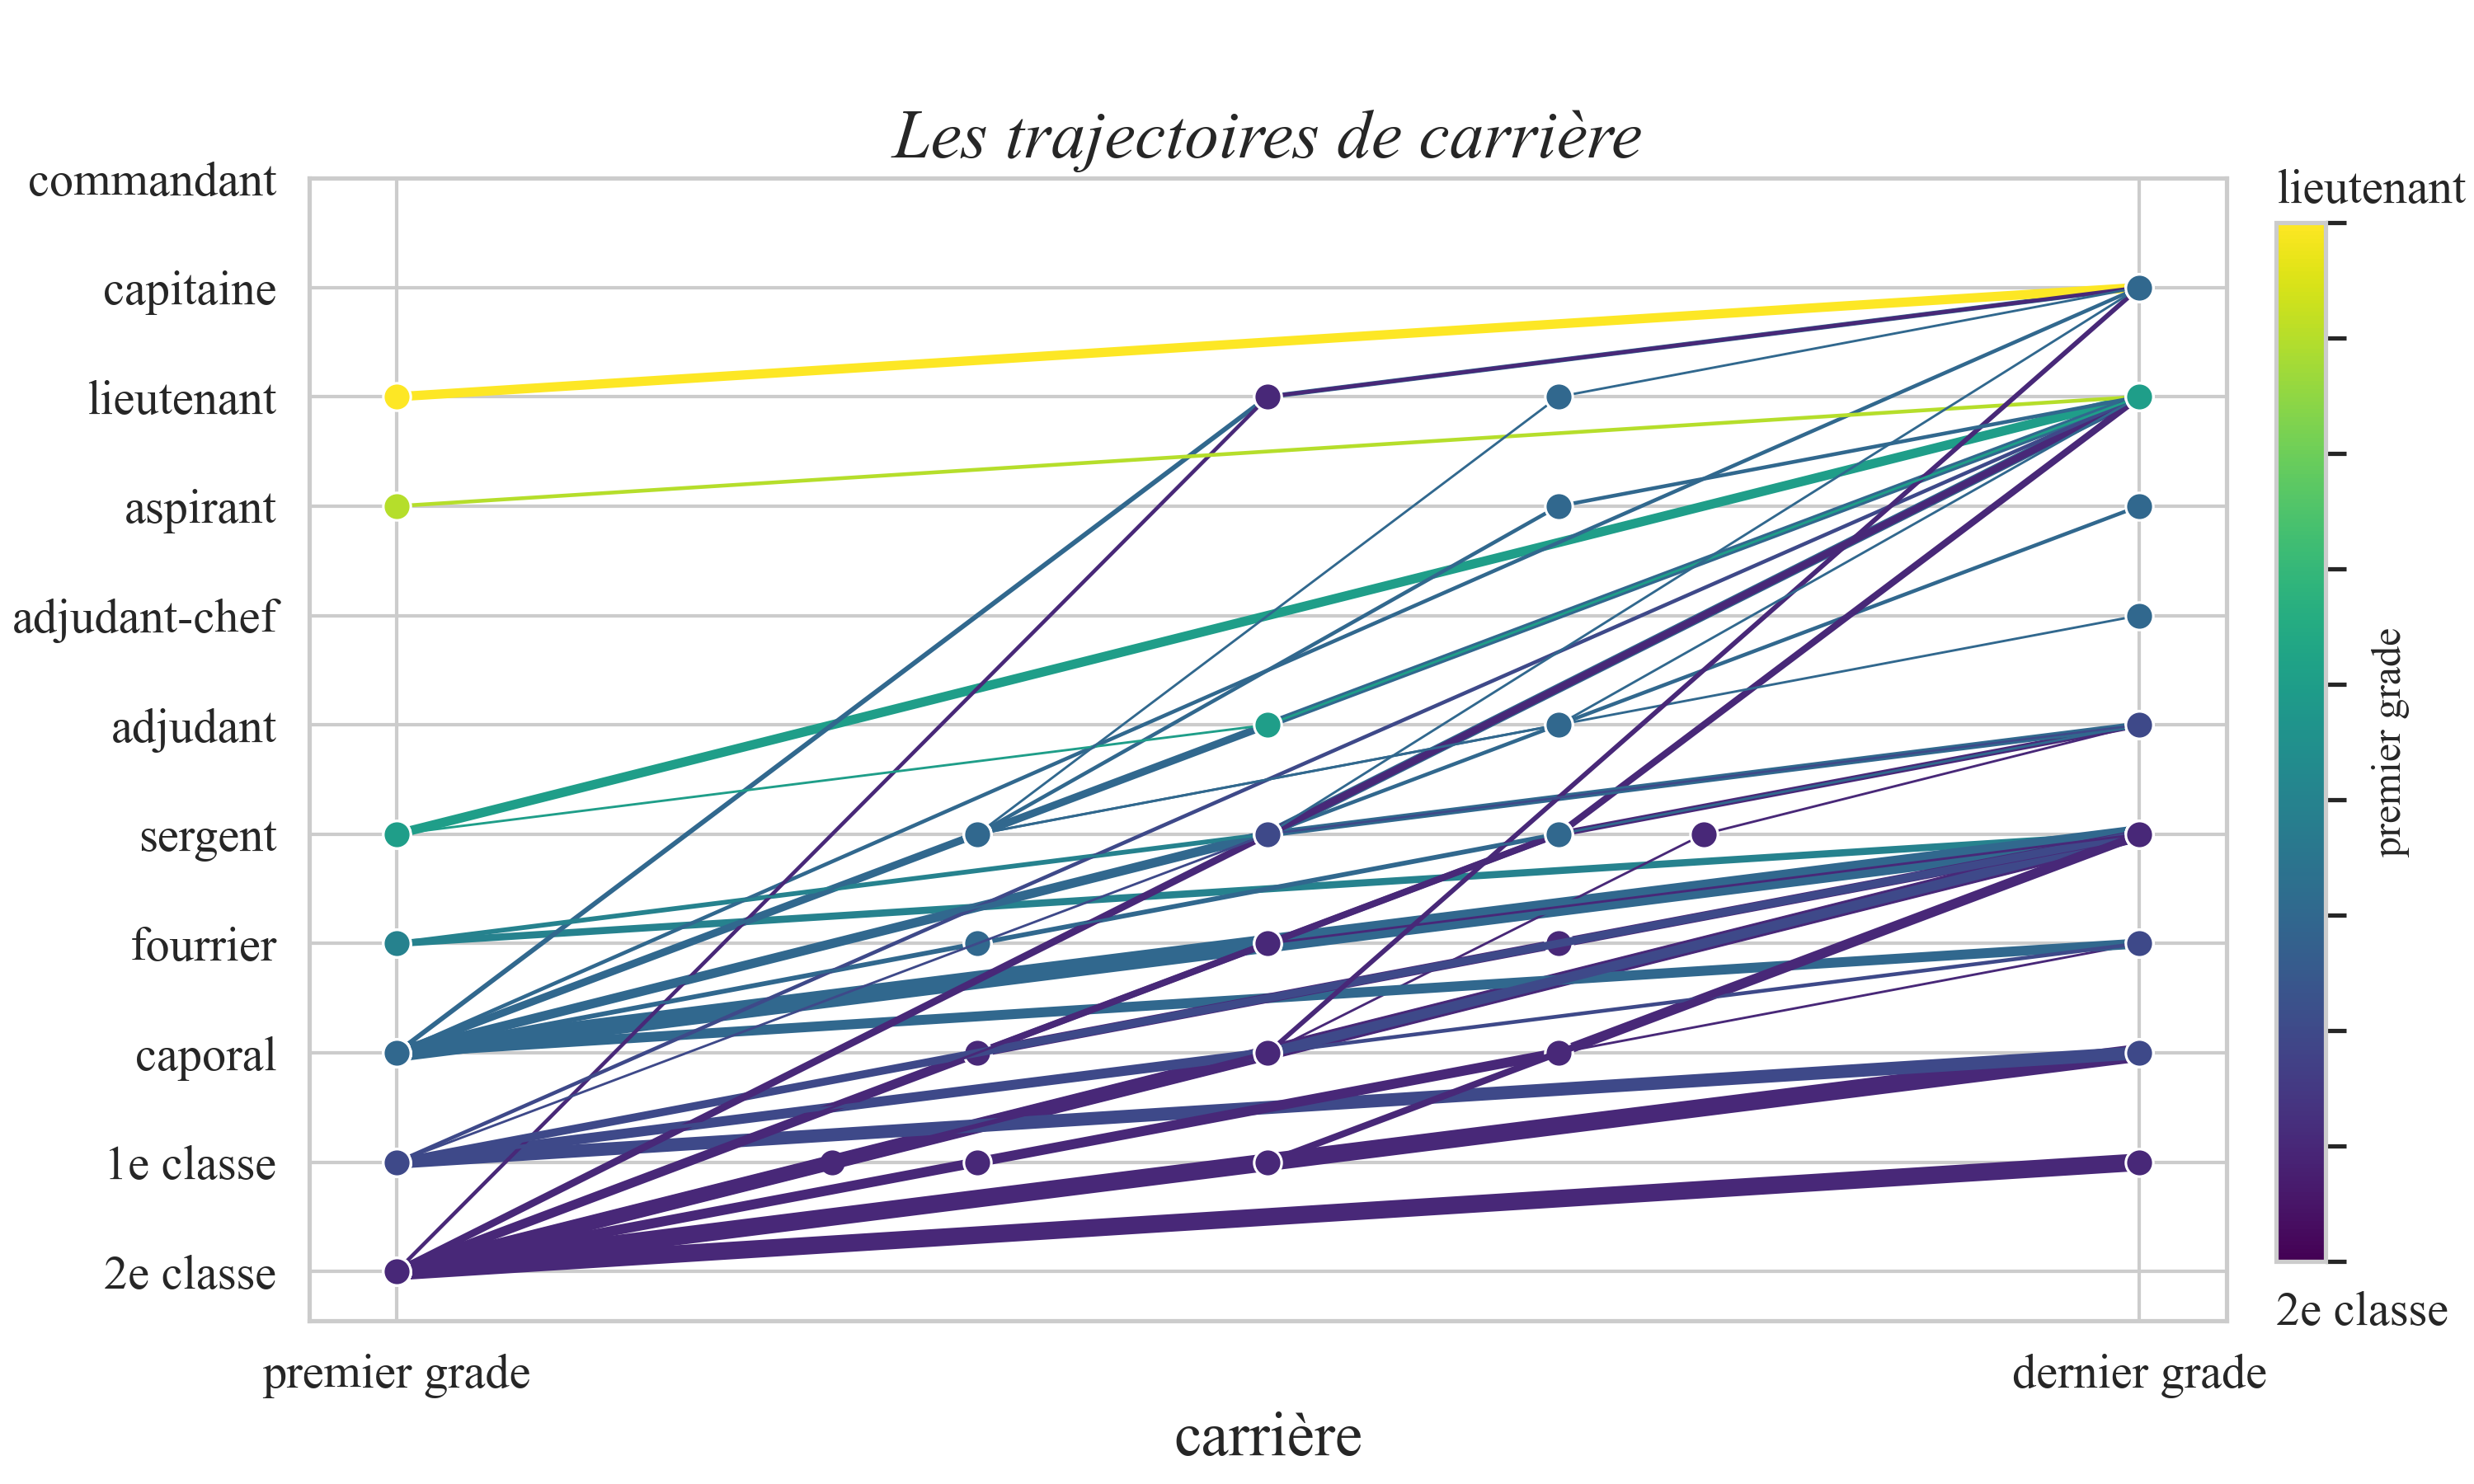 Les trajectoires de carrière
commandant
capitaine
lieutenant
aspirant
adjudant-chef
adjudant
sergent
fourrier
caporal
1e classe
2e classe
premier grade
dernier grade
carrière
lieutenant
premier grade
2e classe